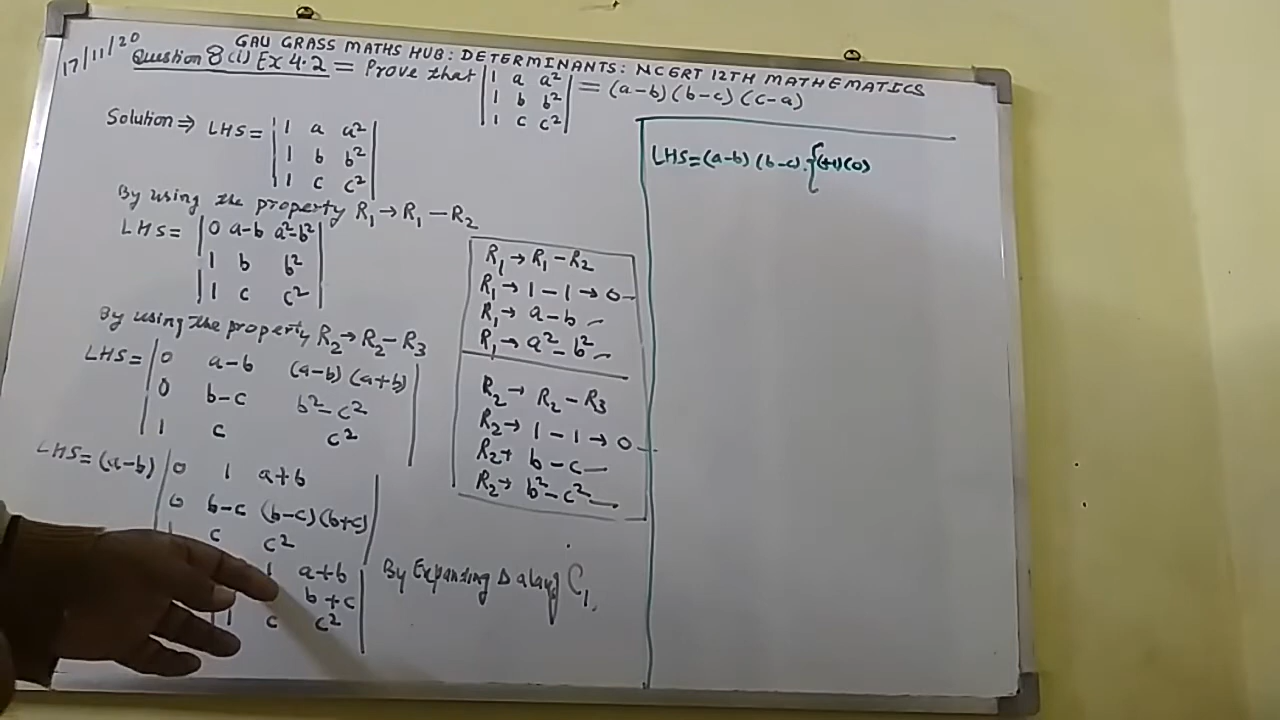 GAU GRASS MATHS HUB: DETERMINANTS: NCERT 12TH MATHEMATICS
17/11/20
Question 8(i) Ex 4.2 = Prove that |1 a a²| = (a-b)(b-c)(c-a)
|1 b b²|
|1 c c²|
Solution ⇒ LHS = |1 a a²|
|1 b b²|
|1 c c²|
By using the property R₁→R₁-R₂
LHS = |0 a-b a²-b²|
|1 b b²|
|1 c c²|
By using the property R₂→R₂-R₃
LHS = |0 a-b (a-b)(a+b)|
|0 b-c b²-c²|
|1 c c²|
LHS = (a-b) |0 1 a+b|
|0 b-c (b-c)(b+c)|
|1 c c²|
1 a+b|
b+c|
|1 c c²|
By Expanding Δ along C₁.
R₁→R₁-R₂
R₁→1-1→0
R₁→a-b
R₁→a²-b²
R₂→R₂-R₃
R₂→1-1→0
R₂→b-c
R₂→b²-c²
LHS=(a-b)(b-c).{(+1)(0)